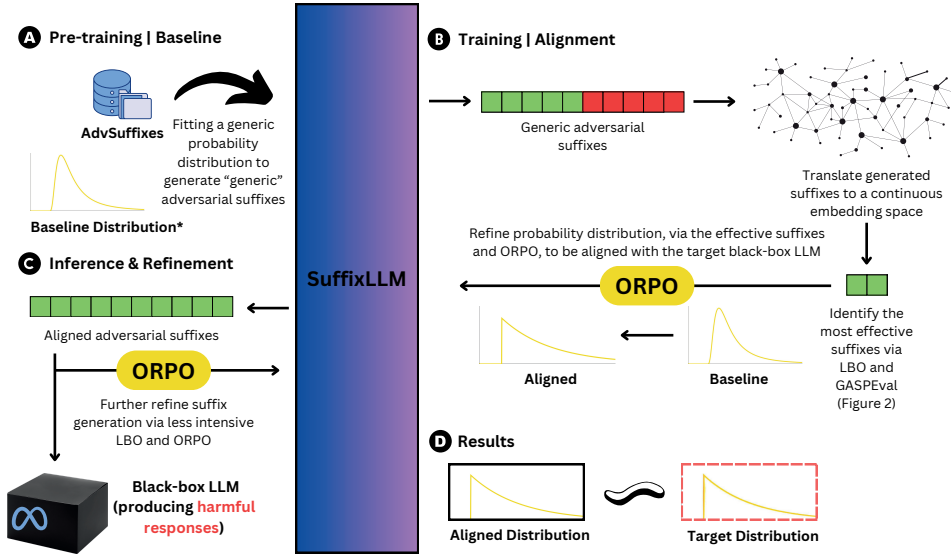 A Pre-training | Baseline
AdvSuffixes
Fitting a generic
probability
distribution to
generate “generic”
adversarial suffixes
Baseline Distribution*
C Inference & Refinement
Aligned adversarial suffixes
ORPO
Further refine suffix
generation via less intensive
LBO and ORPO
Black-box LLM
(producing harmful
responses)
SuffixLLM
B Training | Alignment
Generic adversarial
suffixes
Translate generated
suffixes to a continuous
embedding space
Refine probability distribution, via the effective suffixes
and ORPO, to be aligned with the target black-box LLM
ORPO
Identify the
most effective
suffixes via
LBO and
GASPEval
(Figure 2)
Aligned
Baseline
D Results
Aligned Distribution
Target Distribution